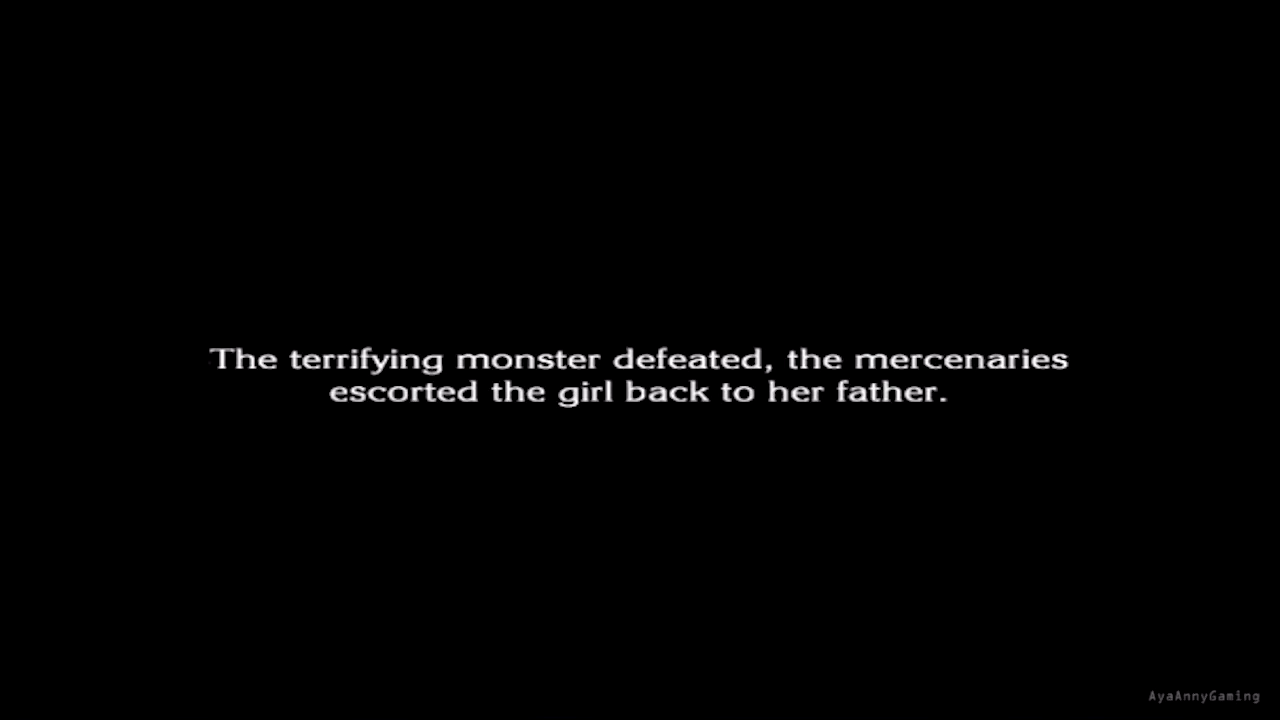 The terrifying monster defeated, the mercenaries
escorted the girl back to her father.
AyaAnnyGaming